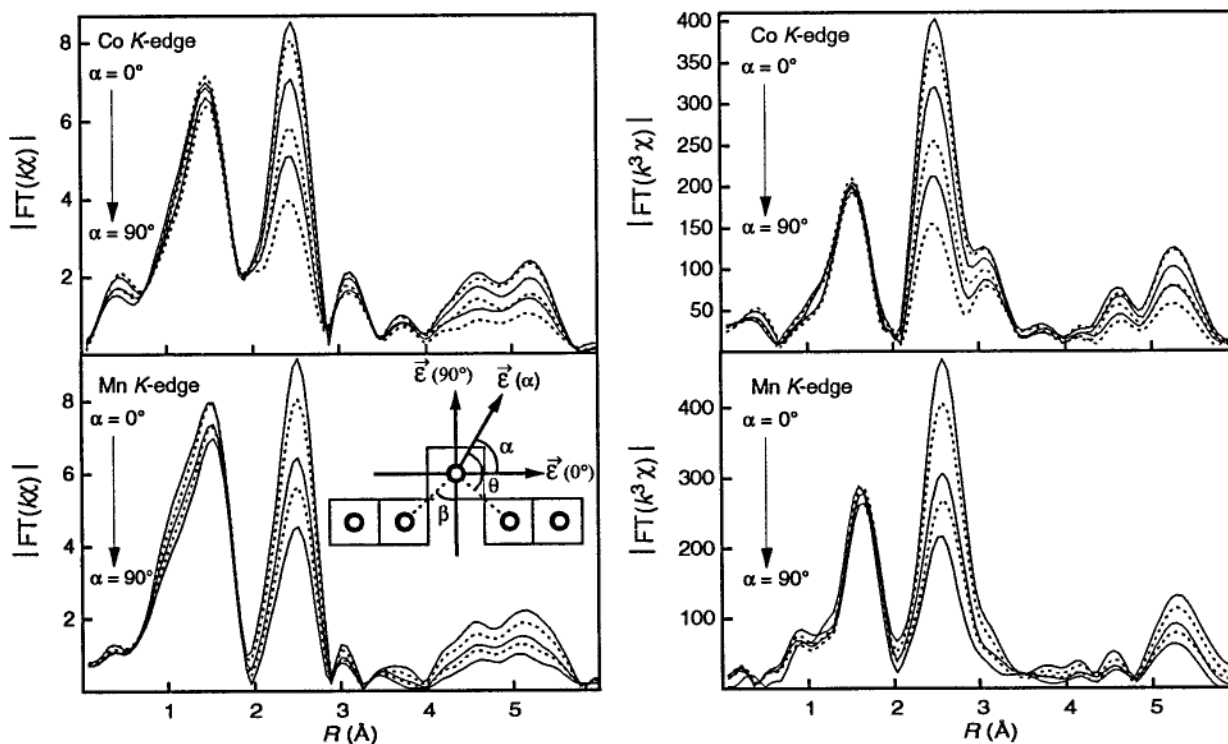 Co K-edge
α = 0°
α = 90°
|FT(kχ)|
8
6
4
2
Co K-edge
α = 0°
α = 90°
|FT(k³ χ)|
400
350
300
250
200
150
100
50
Mn K-edge
α = 0°
α = 90°
|FT(kχ)|
8
6
4
2
ε⃗ (90°)
ε⃗ (α)
α
ε⃗ (0°)
θ
β
1 2 3 4 5
R (Å)
Mn K-edge
α = 0°
α = 90°
|FT(k³ χ)|
400
300
200
100
1 2 3 4 5
R (Å)